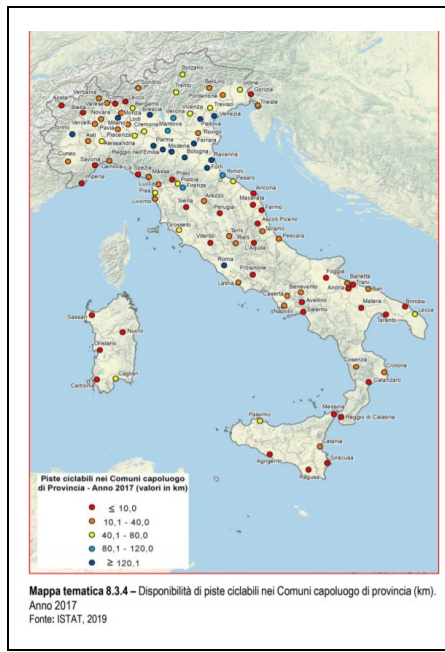 Bolzano
Sondrio
Trento
Belluno
Udine
Pordenone
Gorizia
Trieste
Verbania
Aosta
Biella
Varese
Como
Lecco
Bergamo
Monza
Brescia
Vicenza
Treviso
Verona
Venezia
Padova
Novara
Milano
Lodi
Vercelli
Pavia
Cremona
Mantova
Rovigo
Torino
Asti
Piacenza
Alessandria
Parma
Ferrara
Modena
Reggio nell'Emilia
Bologna
Ravenna
Cuneo
Savona
Genova
Forlì
Rimini
Imperia
La Spezia
Massa
Prato
Pistoia
Lucca
Firenze
Pesaro
Pisa
Livorno
Arezzo
Ancona
Siena
Macerata
Perugia
Fermo
Ascoli Piceno
Grosseto
Terni
Teramo
Viterbo
Rieti
Pescara
L'Aquila
Roma
Frosinone
Latina
Foggia
Barletta
Trani
Andria
Bari
Caserta
Benevento
Avellino
Napoli
Salerno
Matera
Brindisi
Taranto
Lecce
Sassari
Nuoro
Oristano
Cagliari
Carbonia
Cosenza
Crotone
Catanzaro
Messina
Reggio di Calabria
Palermo
Catania
Agrigento
Siracusa
Ragusa
Piste ciclabili nei Comuni capoluogo
di Provincia - Anno 2017 (valori in km)
≤ 10,0
10,1 - 40,0
40,1 - 80,0
80,1 - 120,0
≥ 120.1
Mappa tematica 8.3.4 – Disponibilità di piste ciclabili nei Comuni capoluogo di provincia (km).
Anno 2017
Fonte: ISTAT, 2019